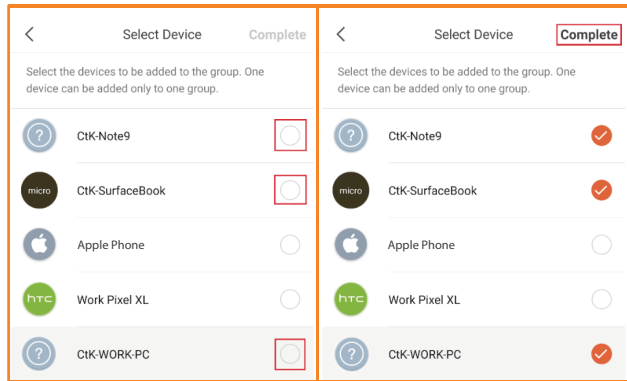 Select Device Complete
Select the devices to be added to the group. One
device can be added only to one group.
? CtK-Note9
micro CtK-SurfaceBook
Apple Phone
hTC Work Pixel XL
? CtK-WORK-PC
Select Device Complete
Select the devices to be added to the group. One
device can be added only to one group.
? CtK-Note9
micro CtK-SurfaceBook
Apple Phone
hTC Work Pixel XL
? CtK-WORK-PC